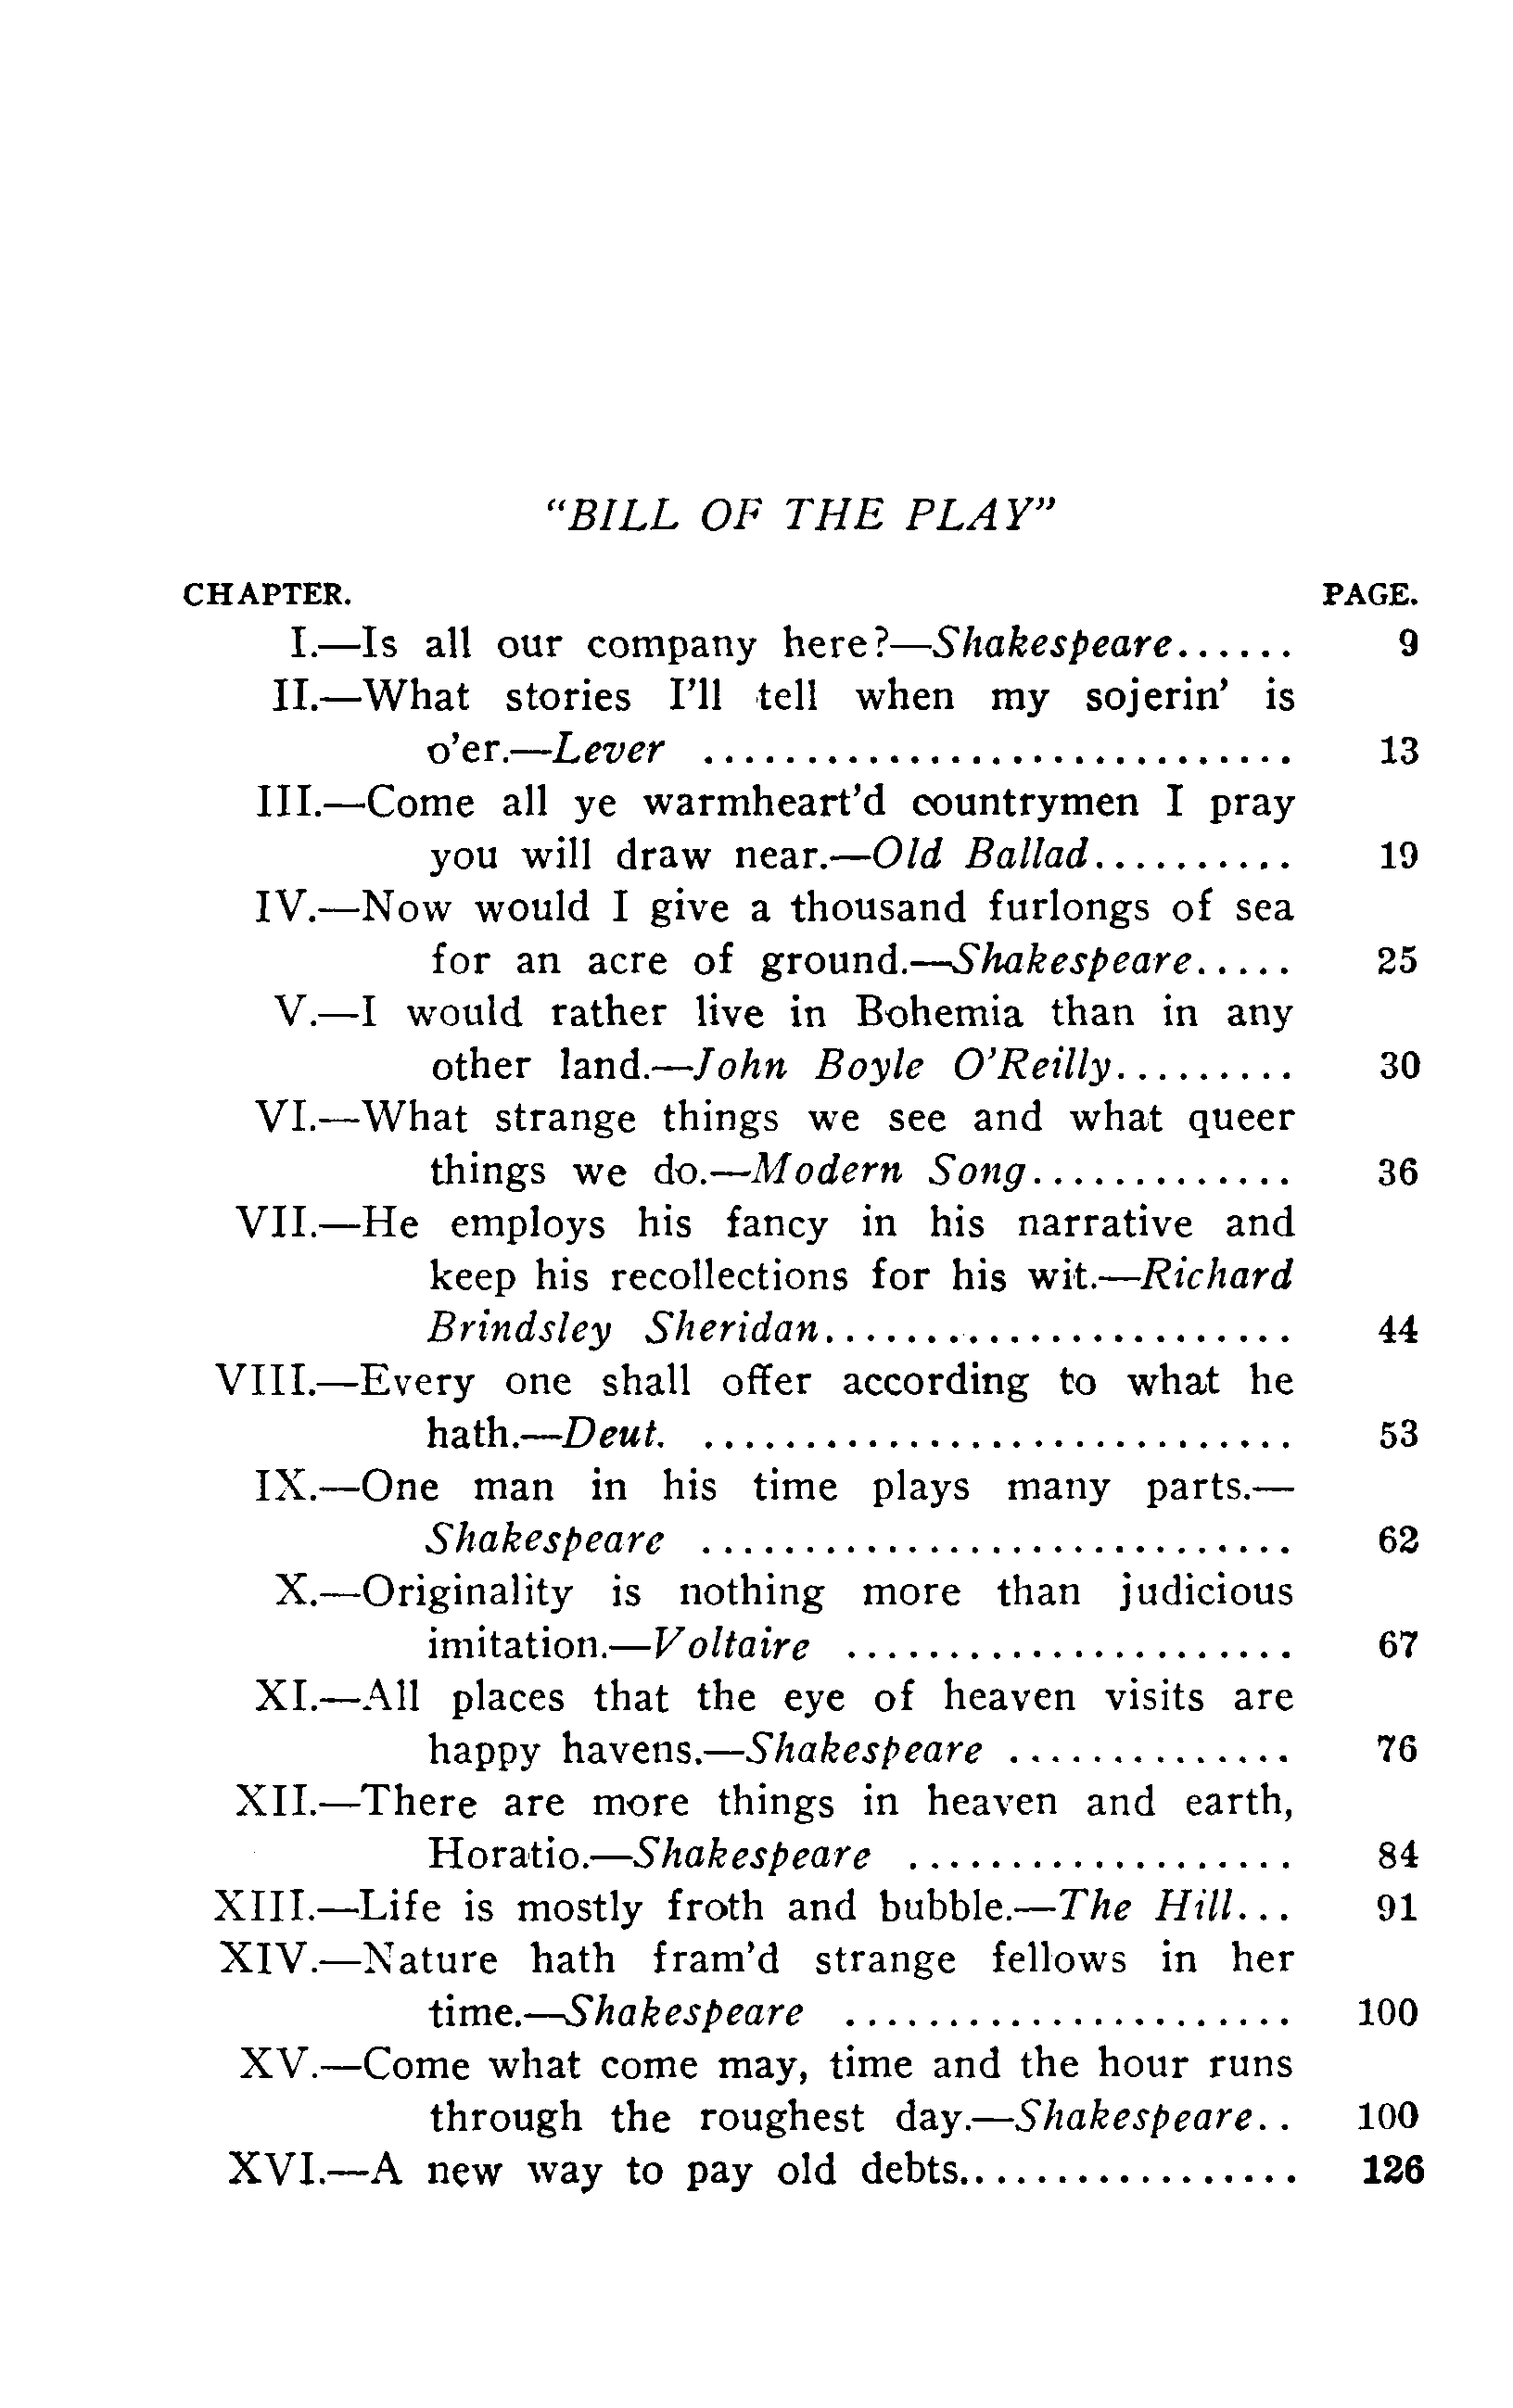 “BILL OF THE PLAY”
CHAPTER. PAGE.
I.—Is all our company here?—Shakespeare...... 9
II.—What stories I’ll tell when my sojerin’ is
o’er.—Lever ............................. 13
III.—Come all ye warmheart’d countrymen I pray
you will draw near.—Old Ballad.......... 19
IV.—Now would I give a thousand furlongs of sea
for an acre of ground.—Shakespeare..... 25
V.—I would rather live in Bohemia than in any
other land.—John Boyle O’Reilly......... 30
VI.—What strange things we see and what queer
things we do.—Modern Song............. 36
VII.—He employs his fancy in his narrative and
keep his recollections for his wit.—Richard
Brindsley Sheridan....................... 44
VIII.—Every one shall offer according to what he
hath.—Deut. ............................. 53
IX.—One man in his time plays many parts.—
Shakespeare ............................. 62
X.—Originality is nothing more than judicious
imitation.—Voltaire ...................... 67
XI.—All places that the eye of heaven visits are
happy havens.—Shakespeare .............. 76
XII.—There are more things in heaven and earth,
Horatio.—Shakespeare ................... 84
XIII.—Life is mostly froth and bubble.—The Hill... 91
XIV.—Nature hath fram’d strange fellows in her
time.—Shakespeare ...................... 100
XV.—Come what come may, time and the hour runs
through the roughest day.—Shakespeare.. 100
XVI.—A new way to pay old debts................. 126